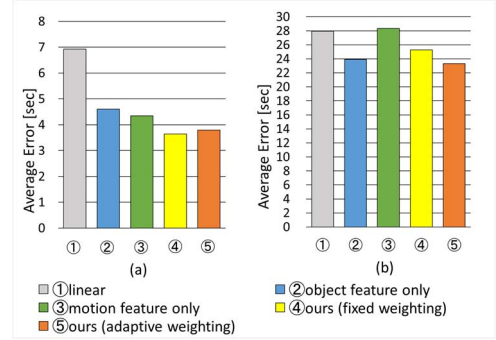 8
7
6
5
4
3
2
1
0
Average Error [sec]
① ② ③ ④ ⑤
(a)
30
28
26
24
22
20
18
16
14
12
10
8
6
4
2
0
Average Error [sec]
① ② ③ ④ ⑤
(b)
①linear ②object feature only
③motion feature only ④ours (fixed weighting)
⑤ours (adaptive weighting)